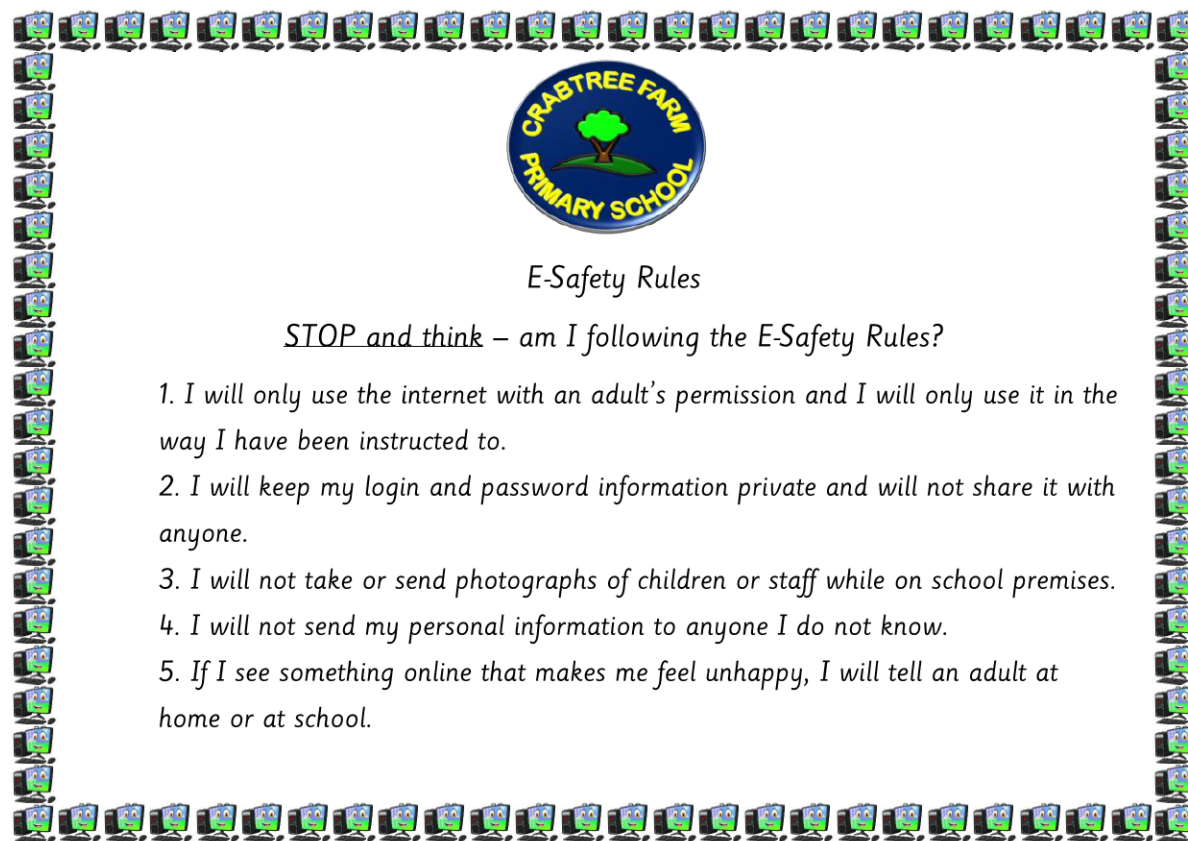 CRABTREE FARM
PRIMARY SCHOOL
E-Safety Rules
STOP and think – am I following the E-Safety Rules?
1. I will only use the internet with an adult’s permission and I will only use it in the
way I have been instructed to.
2. I will keep my login and password information private and will not share it with
anyone.
3. I will not take or send photographs of children or staff while on school premises.
4. I will not send my personal information to anyone I do not know.
5. If I see something online that makes me feel unhappy, I will tell an adult at
home or at school.